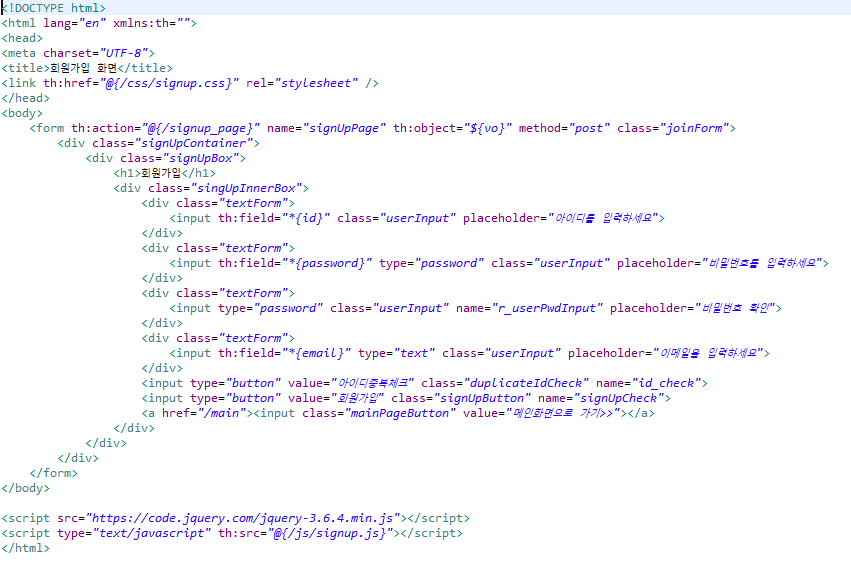 <!DOCTYPE html>
<html lang="en" xmlns:th="">
<head>
<meta charset="UTF-8">
<title>회원가입 화면</title>
<link th:href="@{/css/signup.css}" rel="stylesheet" />
</head>
<body>
    <form th:action="@{/signup_page}" name="signUpPage" th:object="${vo}" method="post" class="joinForm">
        <div class="signUpContainer">
            <div class="signUpBox">
                <h1>회원가입</h1>
                <div class="singUpInnerBox">
                    <div class="textForm">
                        <input th:field="*{id}" class="userInput" placeholder="아이디를 입력하세요">
                    </div>
                    <div class="textForm">
                        <input th:field="*{password}" type="password" class="userInput" placeholder="비밀번호를 입력하세요">
                    </div>
                    <div class="textForm">
                        <input type="password" class="userInput" name="r_userPwdInput" placeholder="비밀번호 확인">
                    </div>
                    <div class="textForm">
                        <input th:field="*{email}" type="text" class="userInput" placeholder="이메일을 입력하세요">
                    </div>
                    <input type="button" value="아이디중복체크" class="duplicateIdCheck" name="id_check">
                    <input type="button" value="회원가입" class="signUpButton" name="signUpCheck">
                    <a href="/main"><input class="mainPageButton" value="메인화면으로 가기>>"></a>
                </div>
            </div>
        </div>
    </form>
</body>

<script src="https://code.jquery.com/jquery-3.6.4.min.js"></script>
<script type="text/javascript" th:src="@{/js/signup.js}"></script>
</html>